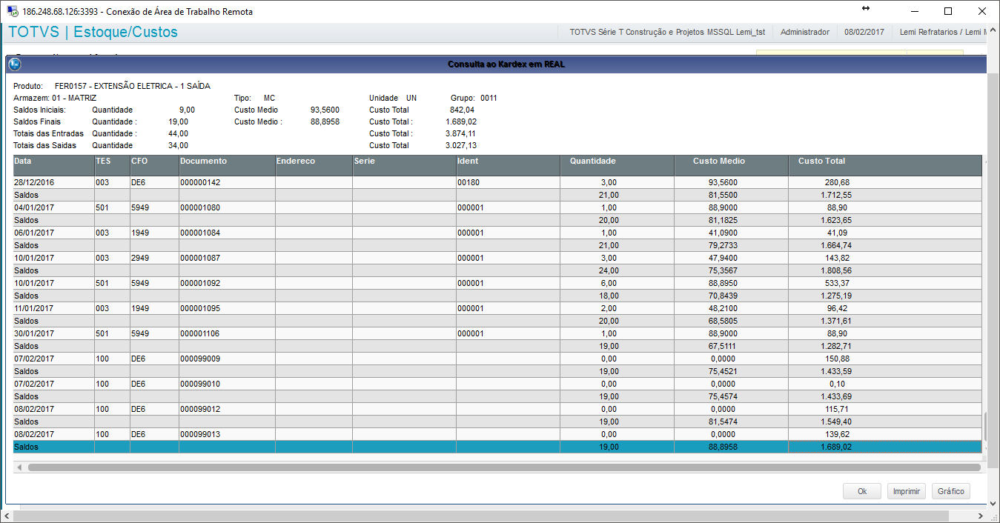 186.248.68.126:3393 - Conexão de Área de Trabalho Remota
TOTVS | Estoque/Custos TOTVS Série T Construção e Projetos MSSQL Lemi_tst Administrador 08/02/2017 Lemi Refratarios / Lemi
Consulta ao Kardex em REAL
Produto: FER0157 - EXTENSÃO ELETRICA - 1 SAÍDA
Armazem: 01 - MATRIZ Tipo: MC Unidade UN Grupo: 0011
Saldos Iniciais: Quantidade 9,00 Custo Medio 93,5600 Custo Total 842,04
Saldos Finais Quantidade : 19,00 Custo Medio : 88,8958 Custo Total : 1.689,02
Totais das Entradas Quantidade : 44,00 Custo Total : 3.874,11
Totais das Saidas Quantidade 34,00 Custo Total 3.027,13
Data TES CFO Documento Endereco Serie Ident Quantidade Custo Medio Custo Total
28/12/2016 003 DE6 000000142 00180 3,00 93,5600 280,68
Saldos 21,00 81,5500 1.712,55
04/01/2017 501 5949 000001080 000001 1,00 88,9000 88,90
Saldos 20,00 81,1825 1.623,65
06/01/2017 003 1949 000001084 000001 1,00 41,0900 41,09
Saldos 21,00 79,2733 1.664,74
10/01/2017 003 2949 000001087 000001 3,00 47,9400 143,82
Saldos 24,00 75,3567 1.808,56
10/01/2017 501 5949 000001092 000001 6,00 88,8950 533,37
Saldos 18,00 70,8439 1.275,19
11/01/2017 003 1949 000001095 000001 2,00 48,2100 96,42
Saldos 20,00 68,5805 1.371,61
30/01/2017 501 5949 000001106 000001 1,00 88,9000 88,90
Saldos 19,00 67,5111 1.282,71
07/02/2017 100 DE6 000099009 0,00 0,0000 150,88
Saldos 19,00 75,4521 1.433,59
07/02/2017 100 DE6 000099010 0,00 0,0000 0,10
Saldos 19,00 75,4574 1.433,69
08/02/2017 100 DE6 000099012 0,00 0,0000 115,71
Saldos 19,00 81,5474 1.549,40
08/02/2017 100 DE6 000099013 0,00 0,0000 139,62
Saldos 19,00 88,8958 1.689,02
Ok Imprimir Gráfico